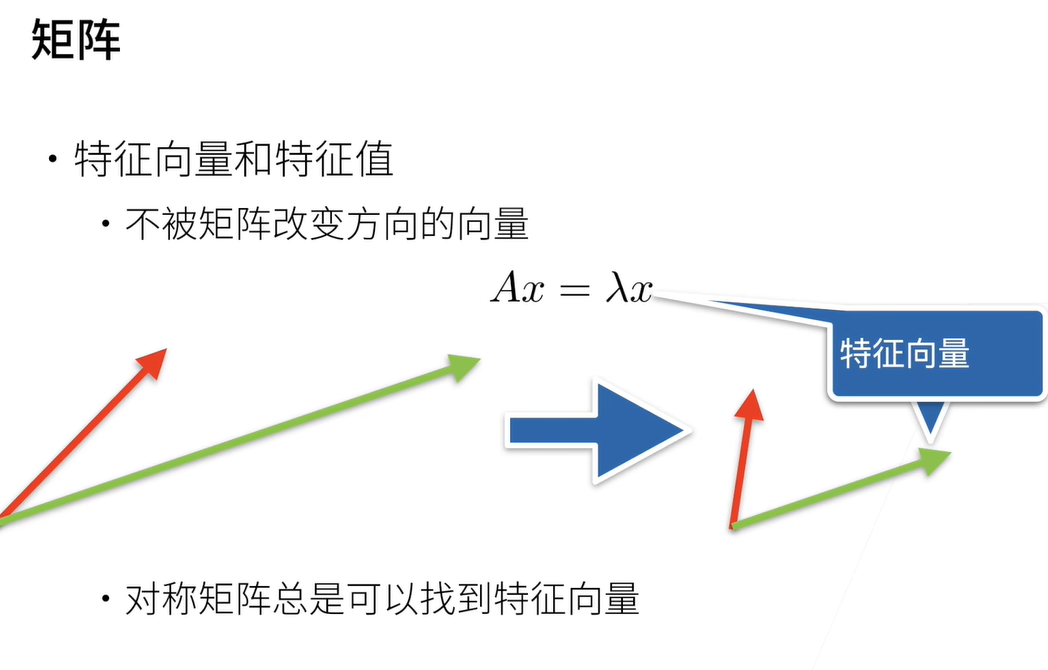 矩阵
• 特征向量和特征值
• 不被矩阵改变方向的向量
Ax = λx
特征向量
• 对称矩阵总是可以找到特征向量